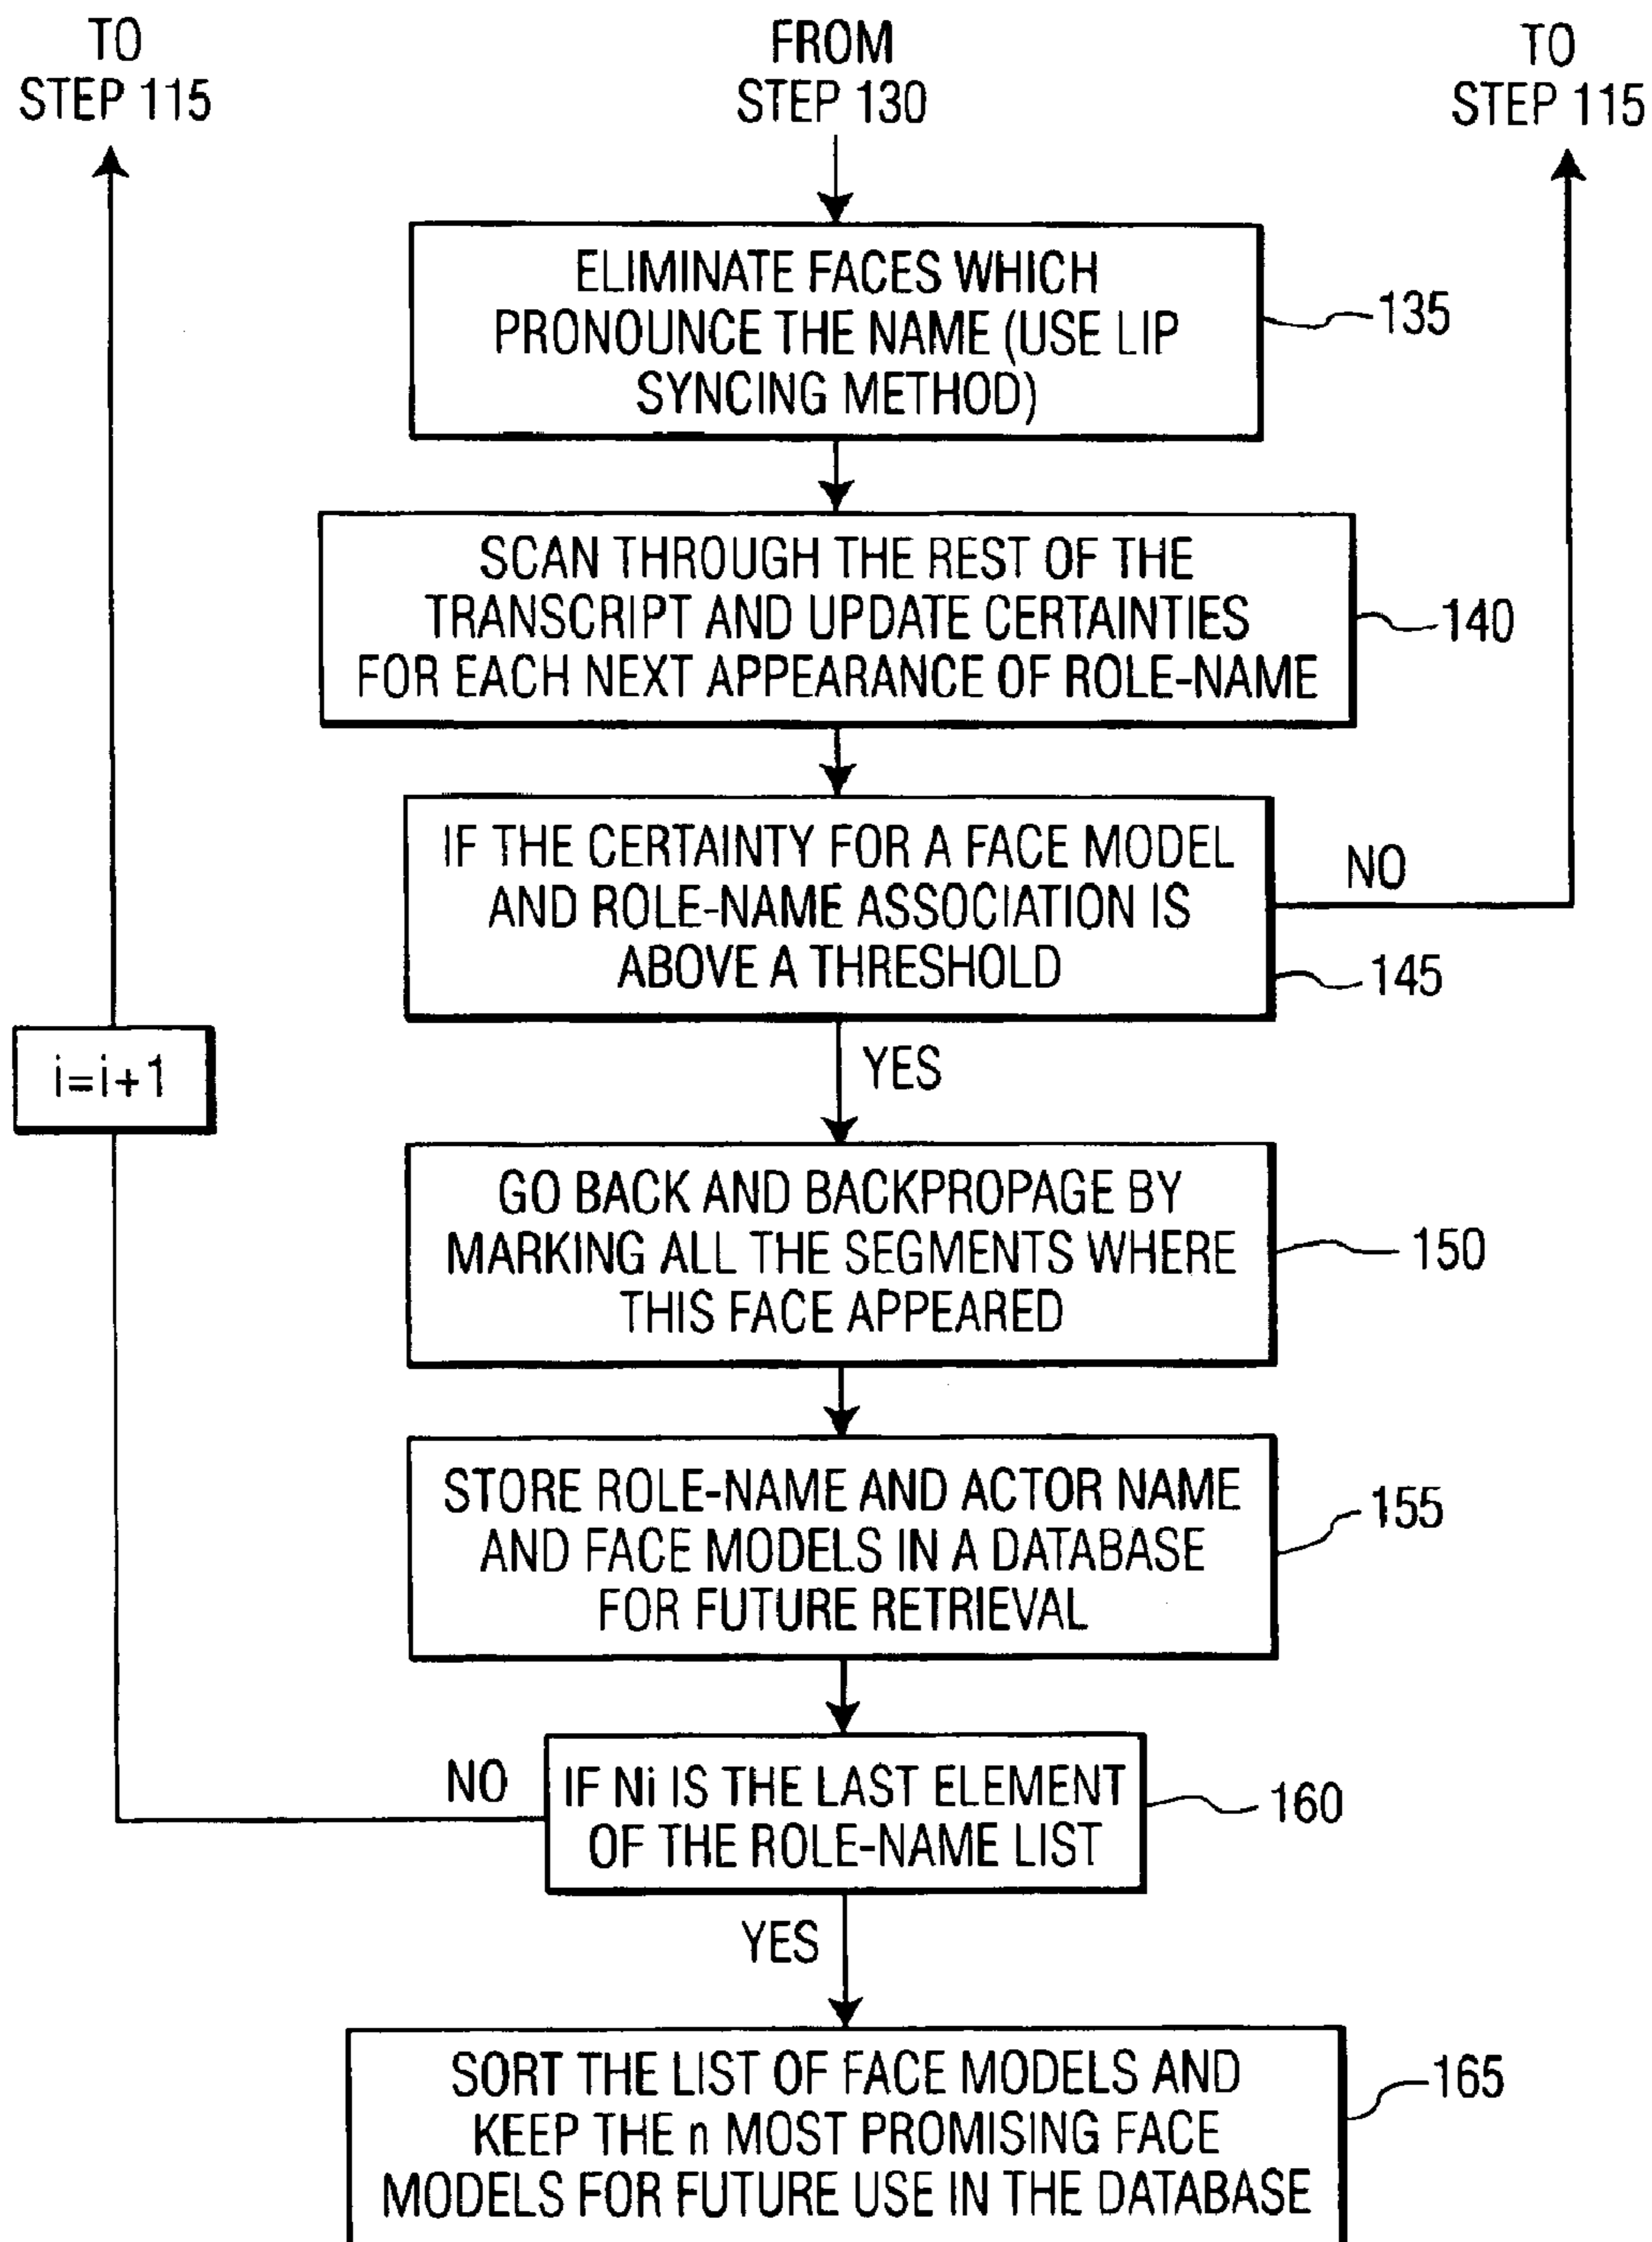 TO
STEP 115
FROM
STEP 130
TO
STEP 115
ELIMINATE FACES WHICH
PRONOUNCE THE NAME (USE LIP
SYNCING METHOD)
135
SCAN THROUGH THE REST OF THE
TRANSCRIPT AND UPDATE CERTAINTIES
FOR EACH NEXT APPEARANCE OF ROLE-NAME
140
IF THE CERTAINTY FOR A FACE MODEL
AND ROLE-NAME ASSOCIATION IS
ABOVE A THRESHOLD
NO
145
i=i+1
YES
GO BACK AND BACKPROPAGE BY
MARKING ALL THE SEGMENTS WHERE
THIS FACE APPEARED
150
STORE ROLE-NAME AND ACTOR NAME
AND FACE MODELS IN A DATABASE
FOR FUTURE RETRIEVAL
155
NO
IF Ni IS THE LAST ELEMENT
OF THE ROLE-NAME LIST
160
YES
SORT THE LIST OF FACE MODELS AND
KEEP THE n MOST PROMISING FACE
MODELS FOR FUTURE USE IN THE DATABASE
165